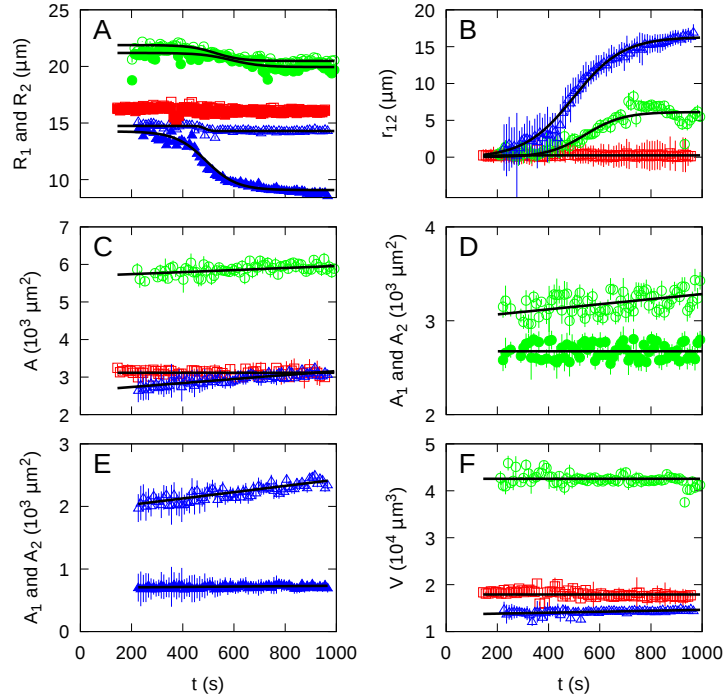 A
R1 and R2 (μm)
25
20
15
10
B
r12 (μm)
20
15
10
5
0
C
A (10³ μm²)
7
6
5
4
3
2
D
A1 and A2 (10³ μm²)
4
3
2
E
A1 and A2 (10³ μm²)
3
2
1
0
0 200 400 600 800 1000
t (s)
F
V (10⁴ μm³)
5
4
3
2
1
0 200 400 600 800 1000
t (s)